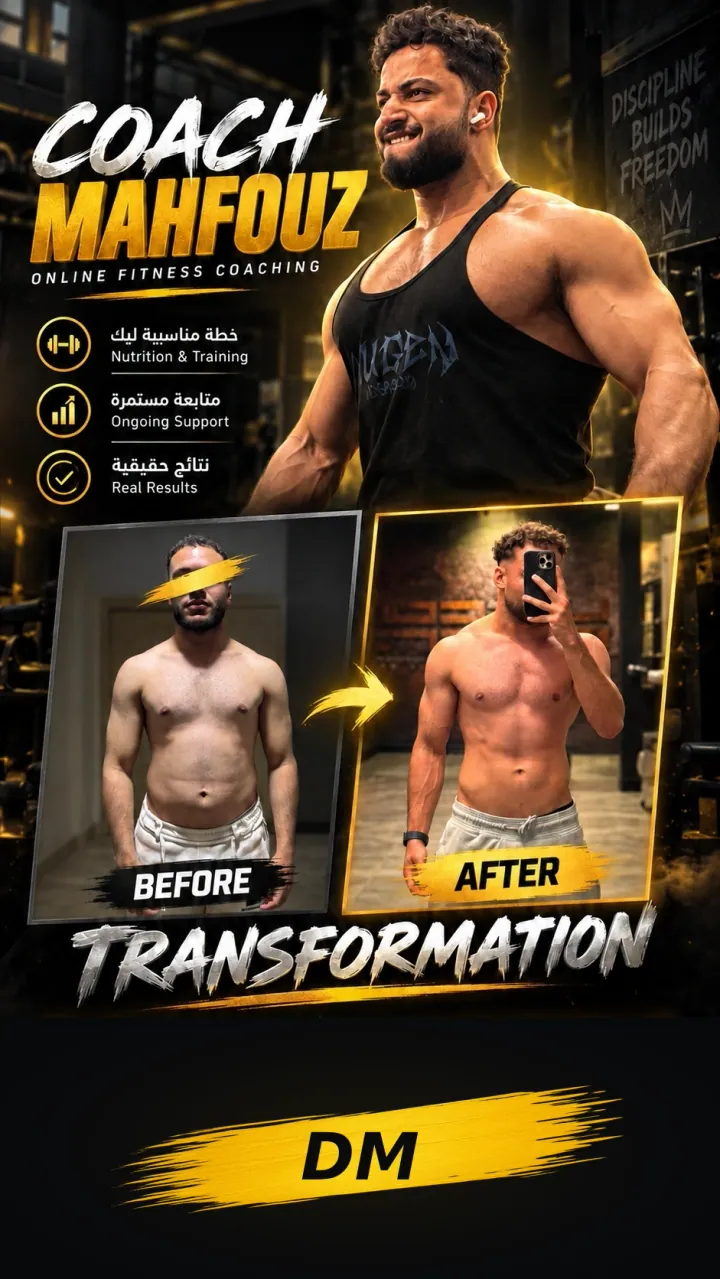 COACH
MAHFOUZ
ONLINE FITNESS COACHING
DISCIPLINE
BUILDS
FREEDOM
خطة مناسبية ليك
Nutrition & Training
متابعة مستمرة
Ongoing Support
نتائج حقيقية
Real Results
BEFORE
AFTER
TRANSFORMATION
DM